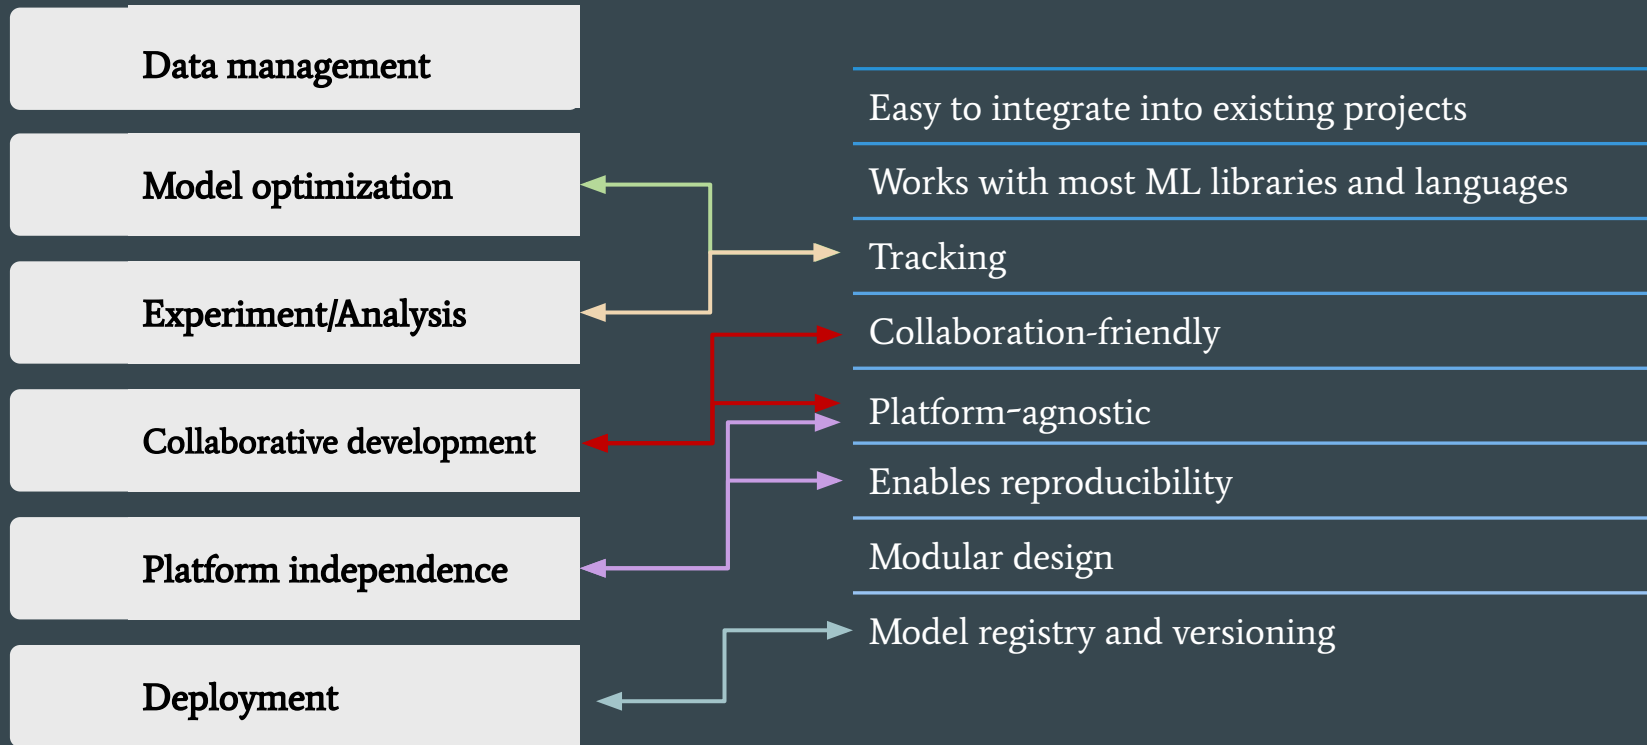 Data management
Model optimization
Experiment/Analysis
Collaborative development
Platform independence
Deployment
Easy to integrate into existing projects
Works with most ML libraries and languages
Tracking
Collaboration-friendly
Platform-agnostic
Enables reproducibility
Modular design
Model registry and versioning